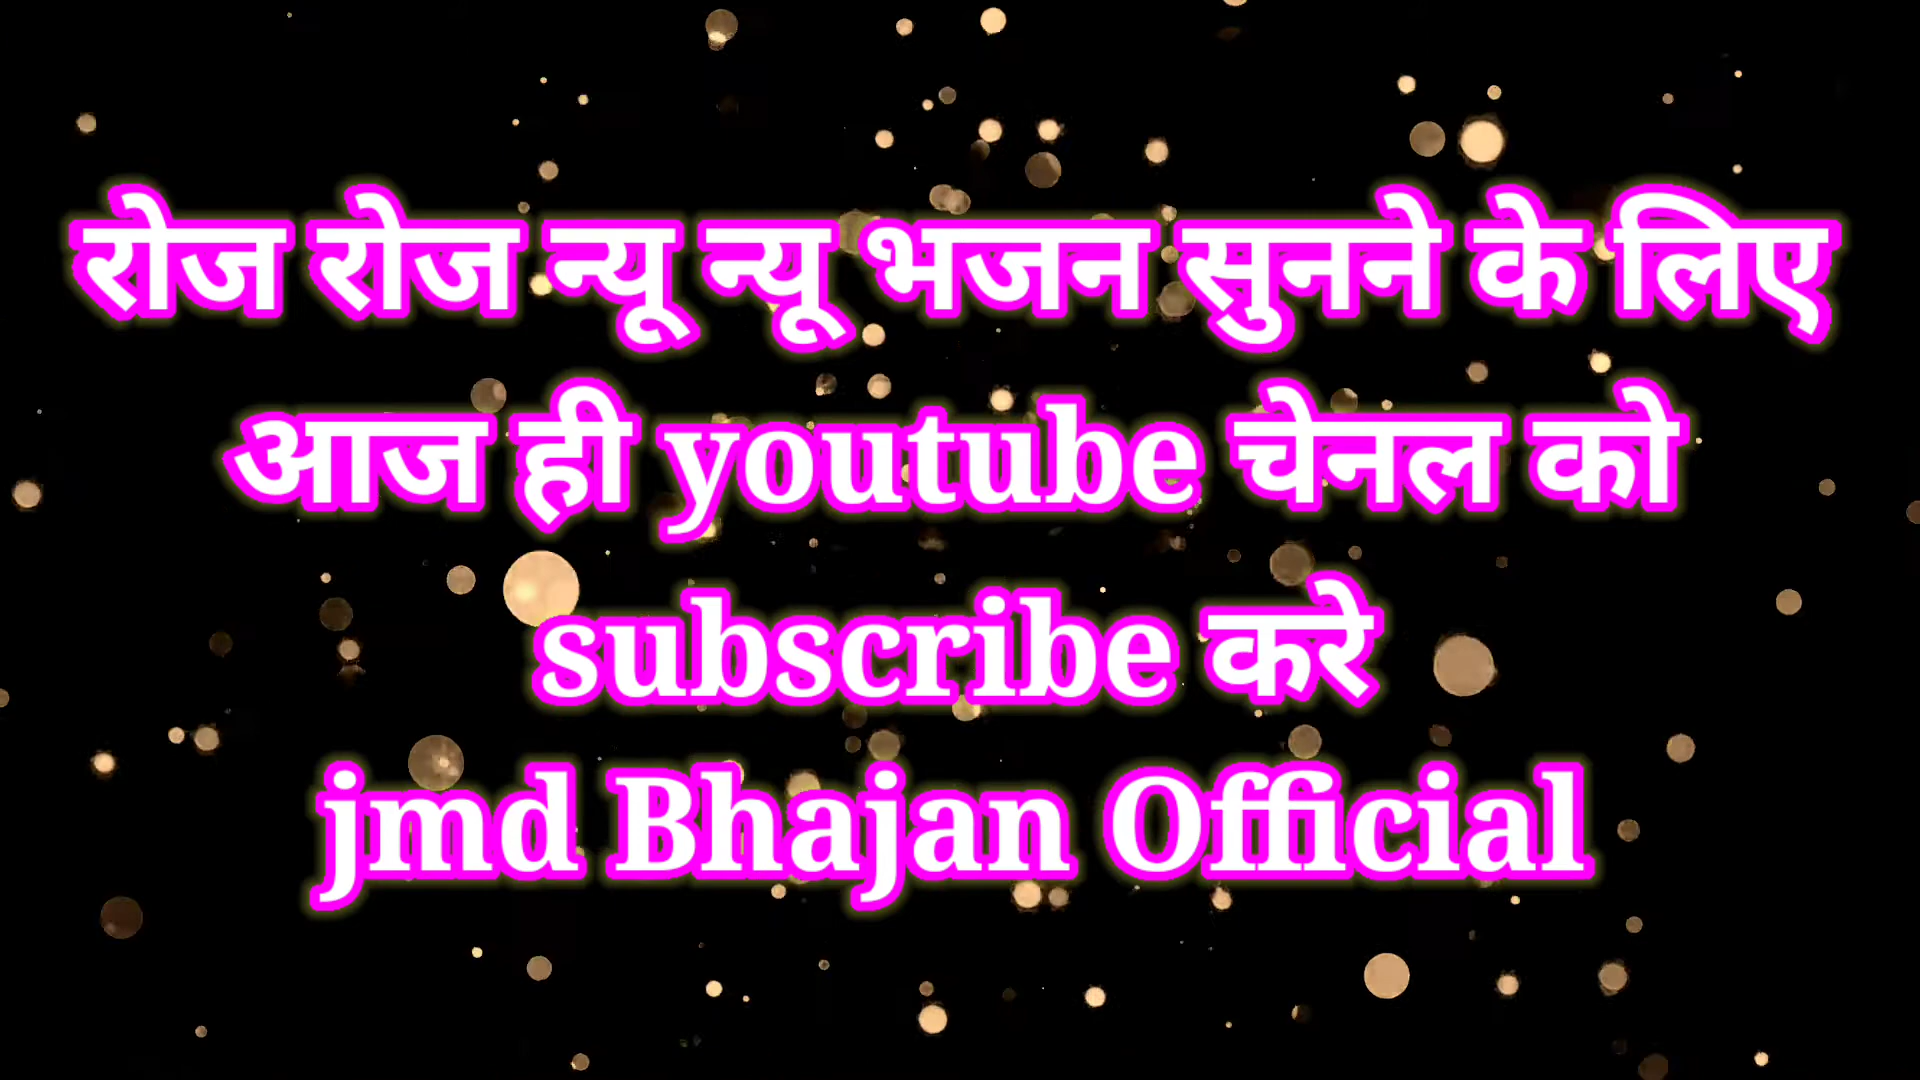 रोज रोज न्यू न्यू भजन सुनने के लिए
आज ही youtube चेनल को
subscribe करे
jmd Bhajan Official